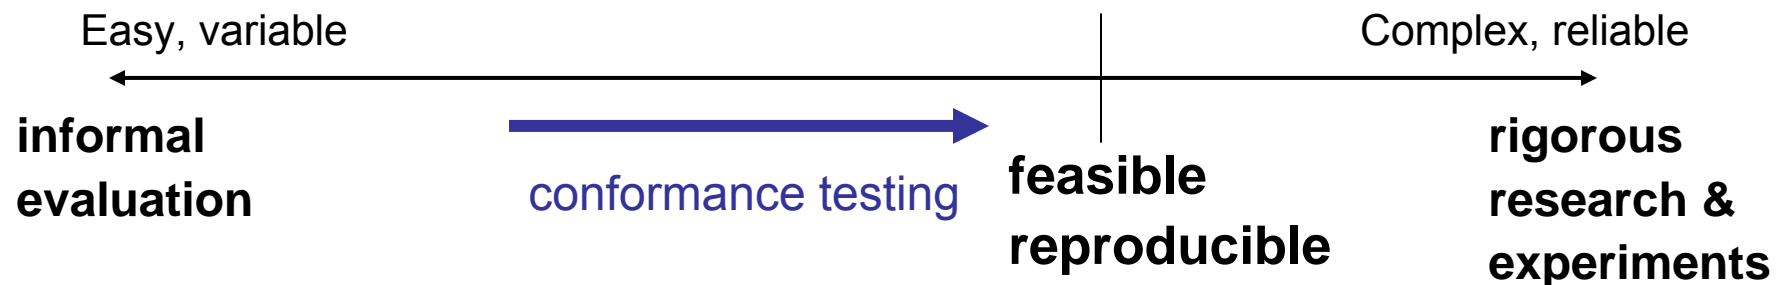 Easy, variable
Complex, reliable
informal
evaluation
conformance testing
feasible
reproducible
rigorous
research &
experiments